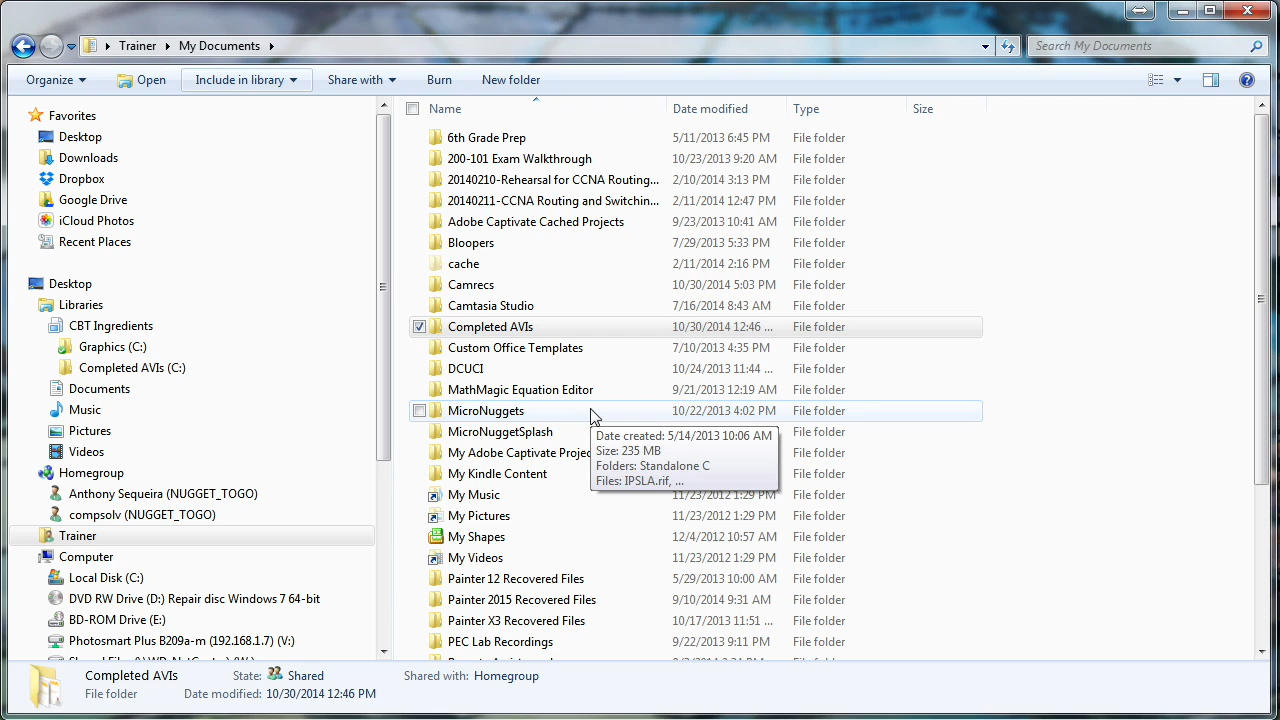 Trainer My Documents Search My Documents
Organize Open Include in library Share with Burn New folder
Favorites
Desktop
Downloads
Dropbox
Google Drive
iCloud Photos
Recent Places
Desktop
Libraries
CBT Ingredients
Graphics (C:)
Completed AVIs (C:)
Documents
Music
Pictures
Videos
Homegroup
Anthony Sequeira (NUGGET_TOGO)
compsolv (NUGGET_TOGO)
Trainer
Computer
Local Disk (C:)
DVD RW Drive (D:) Repair disc Windows 7 64-bit
BD-ROM Drive (E:)
Photosmart Plus B209a-m (192.168.1.7) (V:)
Name Date modified Type Size
6th Grade Prep 5/11/2013 6:45 PM File folder
200-101 Exam Walkthrough 10/23/2013 9:20 AM File folder
20140210-Rehearsal for CCNA Routing... 2/10/2014 3:13 PM File folder
20140211-CCNA Routing and Switchin... 2/11/2014 12:47 PM File folder
Adobe Captivate Cached Projects 9/23/2013 10:41 AM File folder
Bloopers 7/29/2013 5:33 PM File folder
cache 2/11/2014 2:16 PM File folder
Camrecs 10/30/2014 5:03 PM File folder
Camtasia Studio 7/16/2014 8:43 AM File folder
Completed AVIs 10/30/2014 12:46 ... File folder
Custom Office Templates 7/10/2013 4:35 PM File folder
DCUCI 10/24/2013 11:44 ... File folder
MathMagic Equation Editor 9/21/2013 12:19 AM File folder
MicroNuggets 10/22/2013 4:02 PM File folder
MicroNuggetSplash File folder
My Adobe Captivate Projec File folder
My Kindle Content File folder
Date created: 5/14/2013 10:06 AM
Size: 235 MB
Folders: Standalone C
Files: IPSLA.rif, ...
My Music 11/23/2012 1:29 PM File folder
My Pictures 11/23/2012 1:29 PM File folder
My Shapes 12/4/2012 10:57 AM File folder
My Videos 11/23/2012 1:29 PM File folder
Painter 12 Recovered Files 5/29/2013 10:00 AM File folder
Painter 2015 Recovered Files 9/10/2014 9:31 AM File folder
Painter X3 Recovered Files 10/17/2013 11:51 ... File folder
PEC Lab Recordings 9/22/2013 9:11 PM File folder
Completed AVIs State: Shared Shared with: Homegroup
File folder Date modified: 10/30/2014 12:46 PM